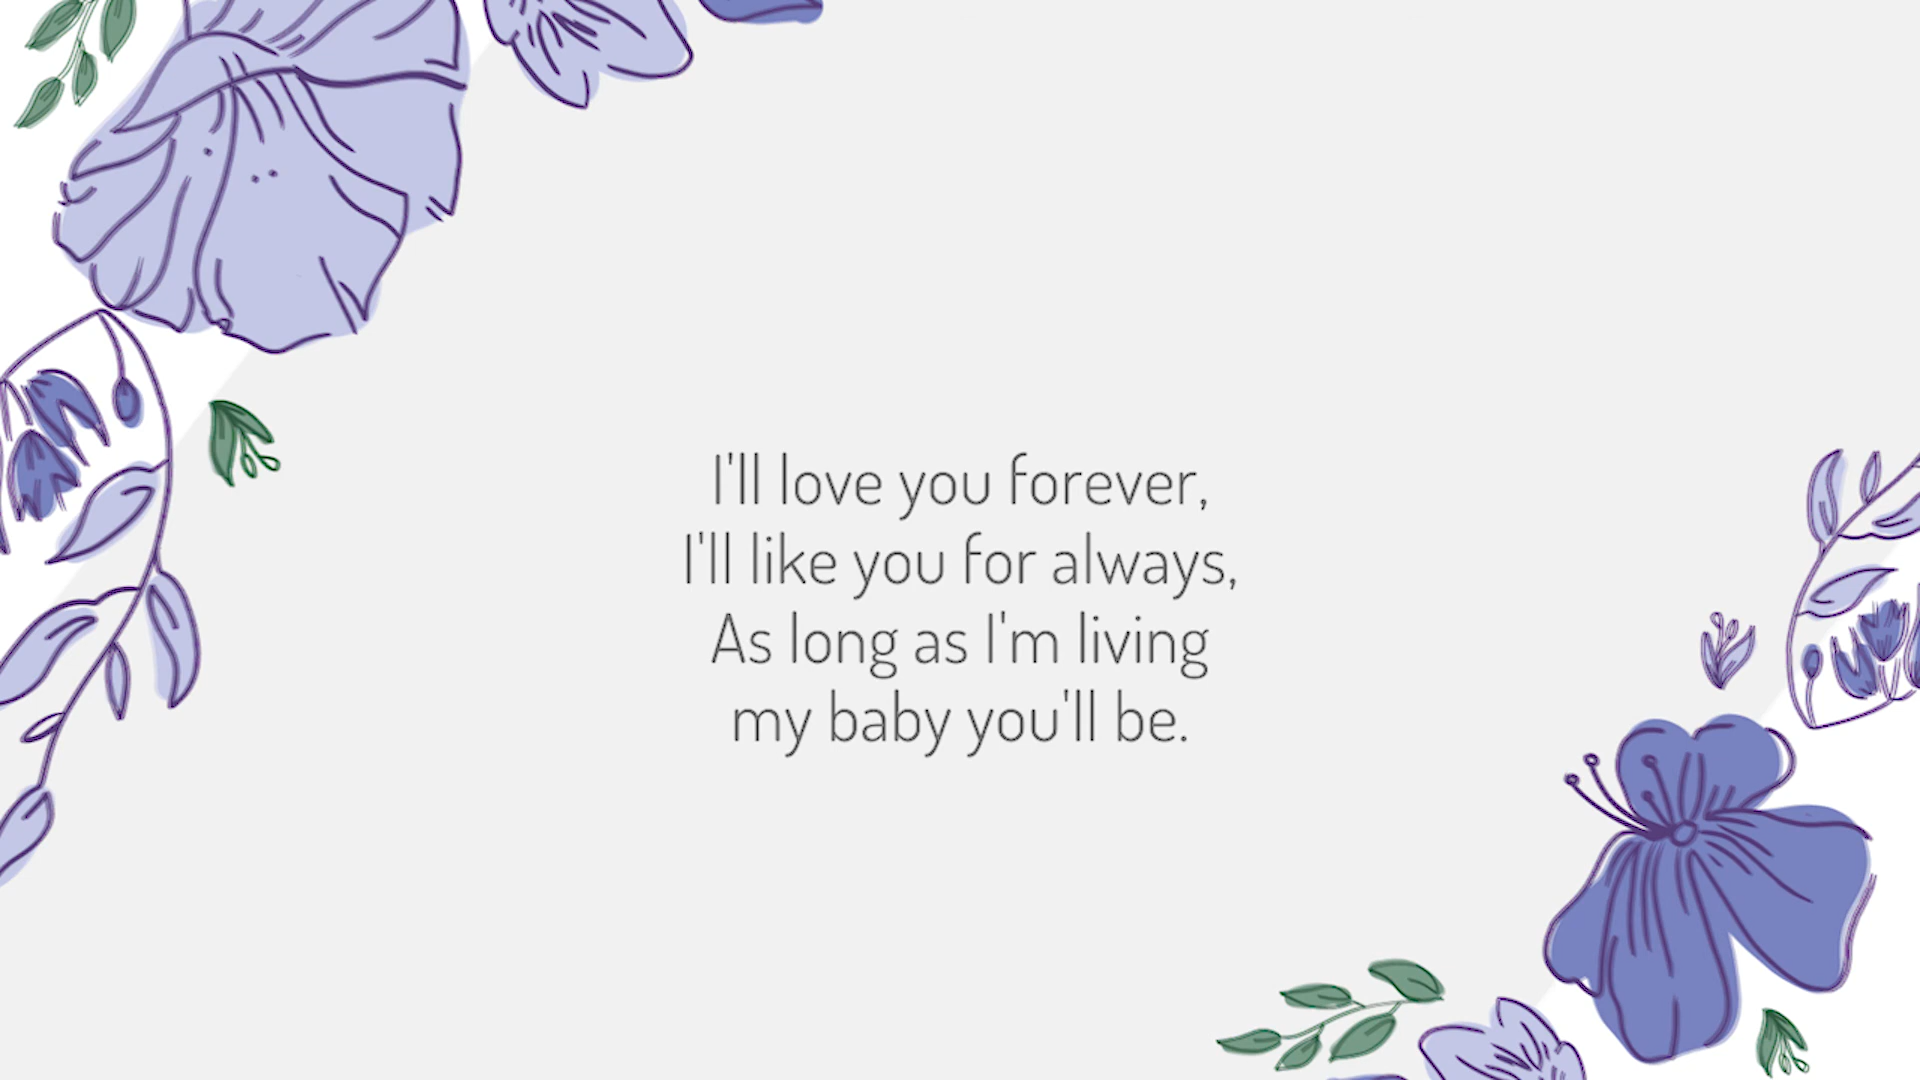 I'll love you forever,
I'll like you for always,
As long as I'm living
my baby you'll be.